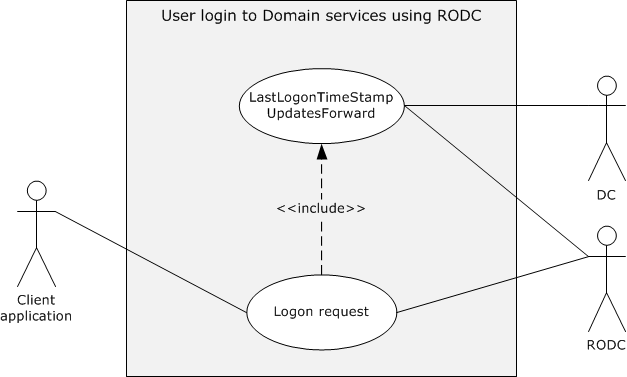 User login to Domain services using RODC
LastLogonTimeStamp
UpdatesForward
DC
<<include>>
Client
application
Logon request
RODC